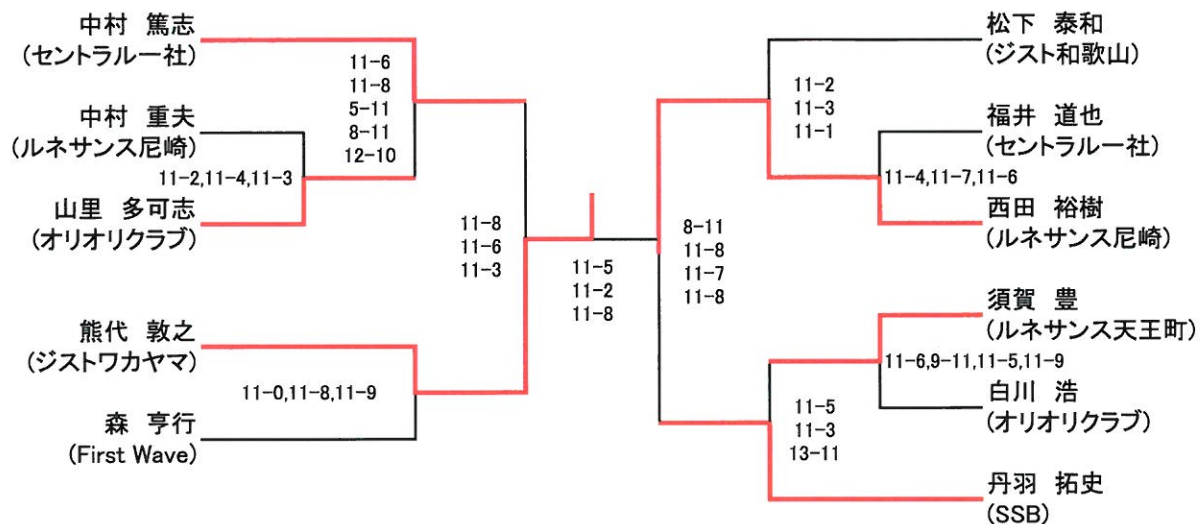 中村 篤志
(セントラル一社)
中村 重夫
(ルネサンス尼崎)
山里 多可志
(オリオリクラブ)
熊代 敦之
(ジストワカヤマ)
森 亨行
(First Wave)
11-6
11-8
5-11
8-11
12-10
11-2,11-4,11-3
11-0,11-8,11-9
11-8
11-6
11-3
11-5
11-2
11-8
8-11
11-8
11-7
11-8
11-2
11-3
11-1
11-4,11-7,11-6
11-6,9-11,11-5,11-9
11-5
11-3
13-11
松下 泰和
(ジスト和歌山)
福井 道也
(セントラル一社)
西田 裕樹
(ルネサンス尼崎)
須賀 豊
(ルネサンス天王町)
白川 浩
(オリオリクラブ)
丹羽 拓史
(SSB)